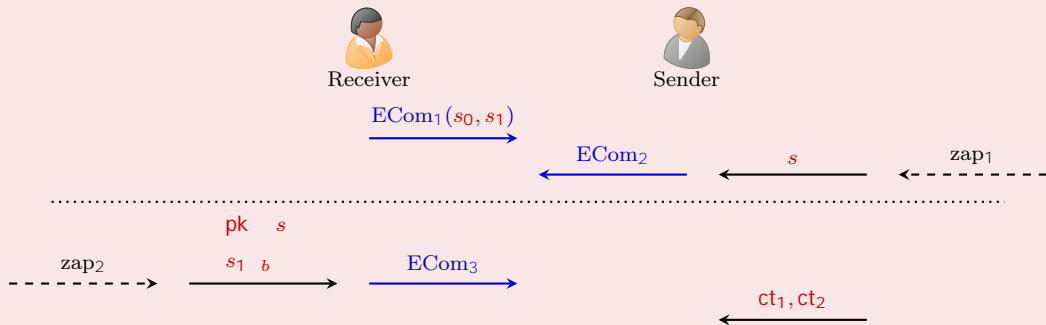 Receiver Sender
ECom₁(s₀, s₁)
ECom₂ s zap₁
pk s
zap₂ s₁ b ECom₃
ct₁, ct₂